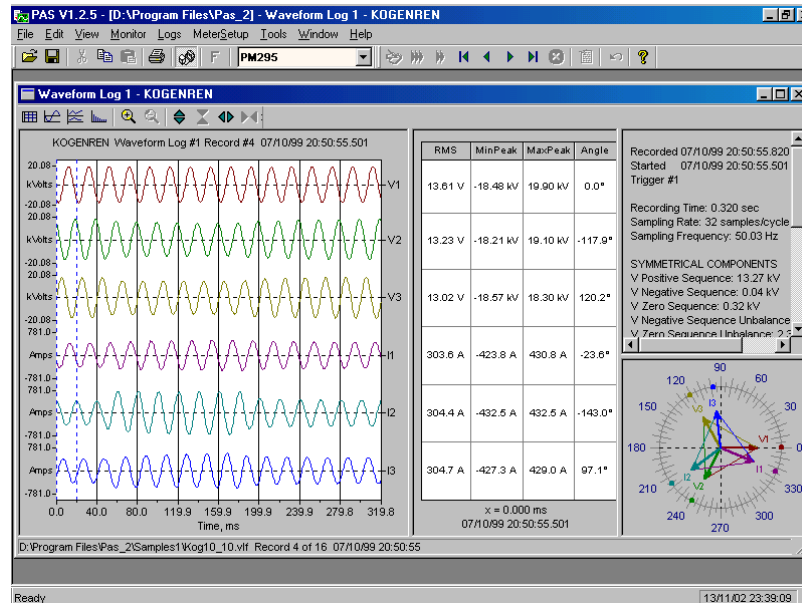 PAS V1.2.5 - [D:\Program Files\Pas_2] - Waveform Log 1 - KOGENREN
File Edit View Monitor Logs MeterSetup Tools Window Help
F PM295
Waveform Log 1 - KOGENREN
KOGENREN Waveform Log #1 Record #4 07/10/99 20:50:55.501
20.08
kVolts
-20.08
V1
20.08
-20.08
V2
20.08
kVolts
-20.08
V3
781.0
Amps
-781.0
I1
781.0
-781.0
I2
781.0
Amps
-781.0
I3
0.0 40.0 80.0 119.9 159.9 199.9 239.9 279.8 319.8
Time, ms
RMS MinPeak MaxPeak Angle
13.61 V -18.48 kV 19.90 kV 0.0°
13.23 V -18.21 kV 19.10 kV -117.9°
13.02 V -18.57 kV 18.30 kV 120.2°
303.6 A -423.8 A 430.8 A -23.6°
304.4 A -432.5 A 432.5 A -143.0°
304.7 A -427.3 A 429.0 A 97.1°
x = 0.000 ms
07/10/99 20:50:55.501
Recorded 07/10/99 20:50:55.820
Started 07/10/99 20:50:55.501
Trigger #1
Recording Time: 0.320 sec
Sampling Rate: 32 samples/cycle
Sampling Frequency: 50.03 Hz
SYMMETRICAL COMPONENTS
V Positive Sequence: 13.27 kV
V Negative Sequence: 0.04 kV
V Zero Sequence: 0.32 kV
V Negative Sequence Unbalance
V Zero Sequence Unbalance:
90
120 60
150 30
180 0
210 330
240 300
270
I3
V3
V1
I1
I2
V2
D:\Program Files\Pas_2\Samples1\Kog10_10.vlf Record 4 of 16 07/10/99 20:50:55
Ready 13/11/02 23:39:09